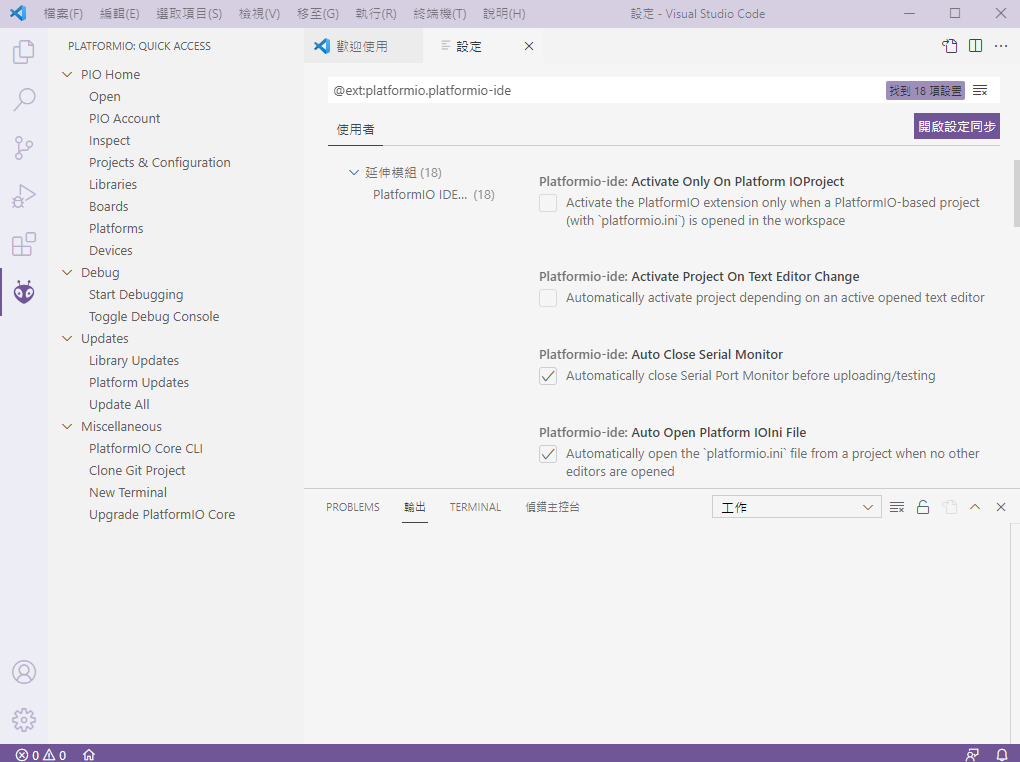 檔案(F) 編輯(E) 選取項目(S) 檢視(V) 移至(G) 執行(R) 終端機(T) 說明(H) 設定 - Visual Studio Code
PLATFORMIO: QUICK ACCESS
PIO Home
Open
PIO Account
Inspect
Projects & Configuration
Libraries
Boards
Platforms
Devices
Debug
Start Debugging
Toggle Debug Console
Updates
Library Updates
Platform Updates
Update All
Miscellaneous
PlatformIO Core CLI
Clone Git Project
New Terminal
Upgrade PlatformIO Core
歡迎使用 設定
@ext:platformio.platformio-ide 找到 18 項設置
使用者 開啟設定同步
延伸模組 (18)
PlatformIO IDE... (18)
Platformio-ide: Activate Only On Platform IOProject
Activate the PlatformIO extension only when a PlatformIO-based project
(with `platformio.ini`) is opened in the workspace
Platformio-ide: Activate Project On Text Editor Change
Automatically activate project depending on an active opened text editor
Platformio-ide: Auto Close Serial Monitor
Automatically close Serial Port Monitor before uploading/testing
Platformio-ide: Auto Open Platform IOIni File
Automatically open the `platformio.ini` file from a project when no other
editors are opened
PROBLEMS 輸出 TERMINAL 偵錯主控台 工作
0 0